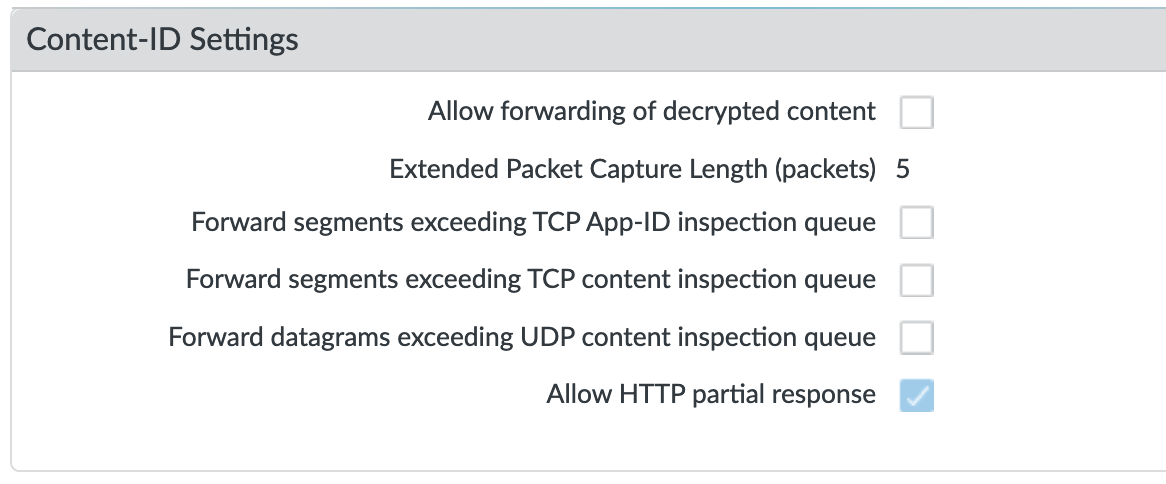 Content-ID Settings
Allow forwarding of decrypted content
Extended Packet Capture Length (packets) 5
Forward segments exceeding TCP App-ID inspection queue
Forward segments exceeding TCP content inspection queue
Forward datagrams exceeding UDP content inspection queue
Allow HTTP partial response